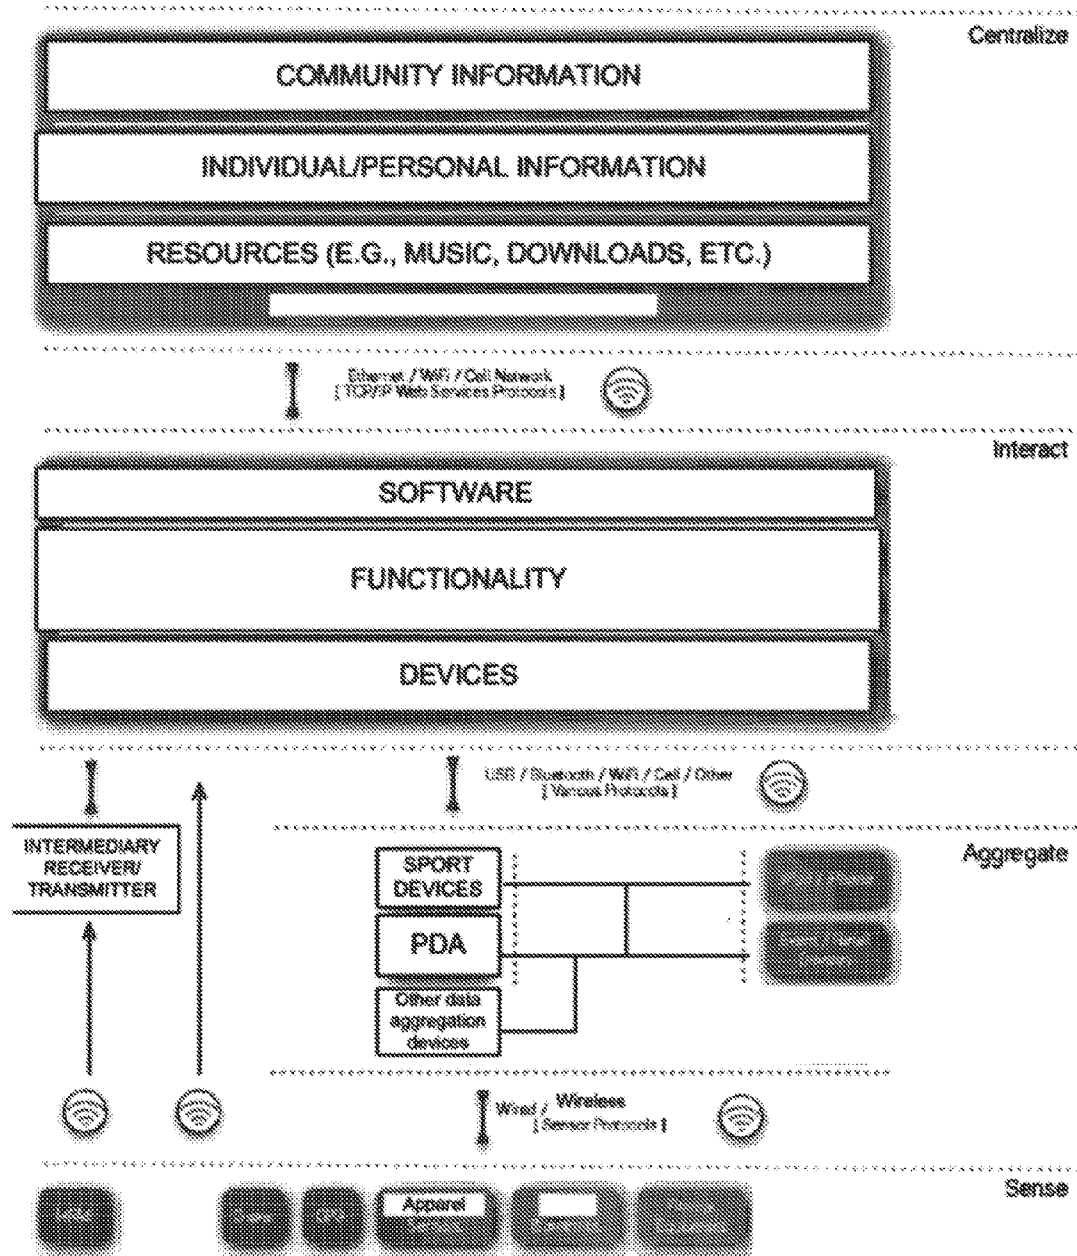 Centralize
COMMUNITY INFORMATION
INDIVIDUAL/PERSONAL INFORMATION
RESOURCES (E.G., MUSIC, DOWNLOADS, ETC.)
Ethernet / WiFi / Cell Network
[ TCP/IP Web Services Protocols ]
Interact
SOFTWARE
FUNCTIONALITY
DEVICES
USB / Bluetooth / WiFi / Cell / Other
[ Various Protocols ]
INTERMEDIARY
RECEIVER/
TRANSMITTER
Aggregate
SPORT
DEVICES
PDA
Other data
aggregation
devices
Wired / Wireless
[ Sensor Protocols ]
Sense
GPS
Apparel